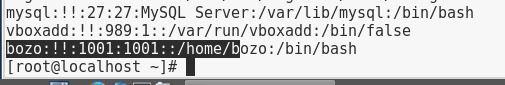 mysql:!!:27:27:MySQL Server:/var/lib/mysql:/bin/bash
vboxadd:!!:989:1::/var/run/vboxadd:/bin/false
bozo:!!:1001:1001::/home/bozo:/bin/bash
[root@localhost ~]#